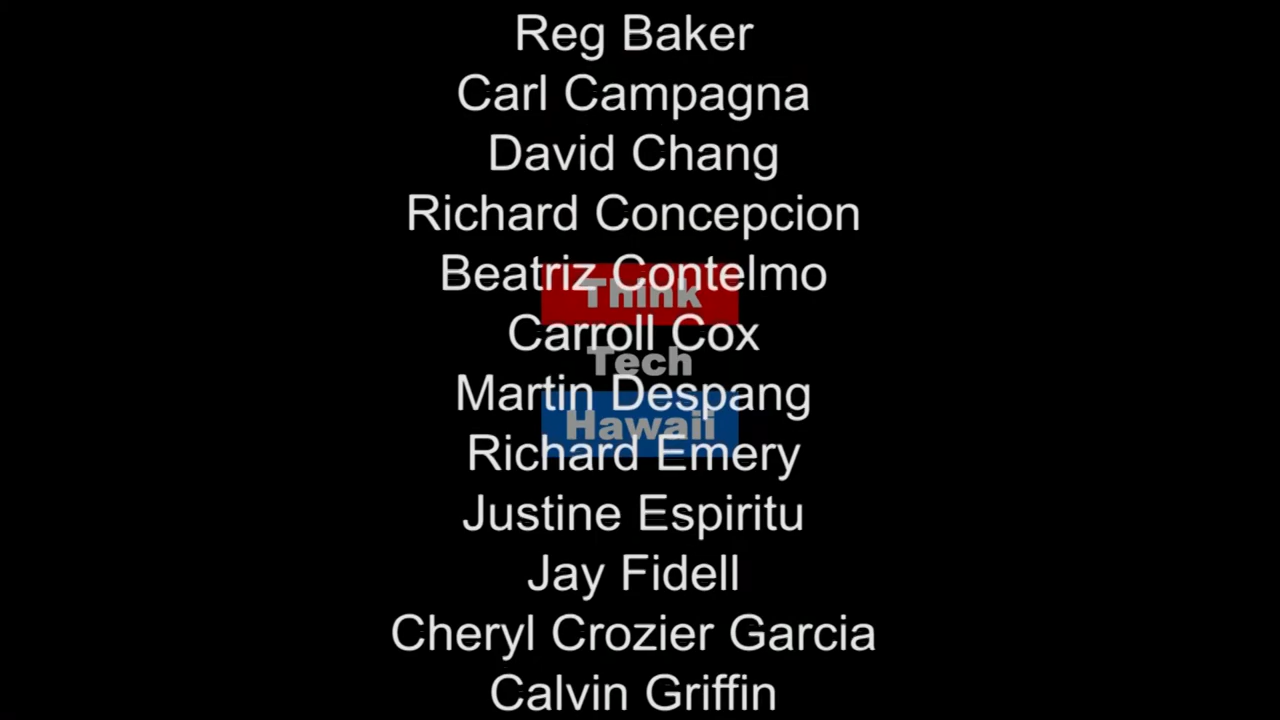 Reg Baker
Carl Campagna
David Chang
Richard Concepcion
Beatriz Contelmo
Think
Carroll Cox
Tech
Martin Despang
Hawaii
Richard Emery
Justine Espiritu
Jay Fidell
Cheryl Crozier Garcia
Calvin Griffin